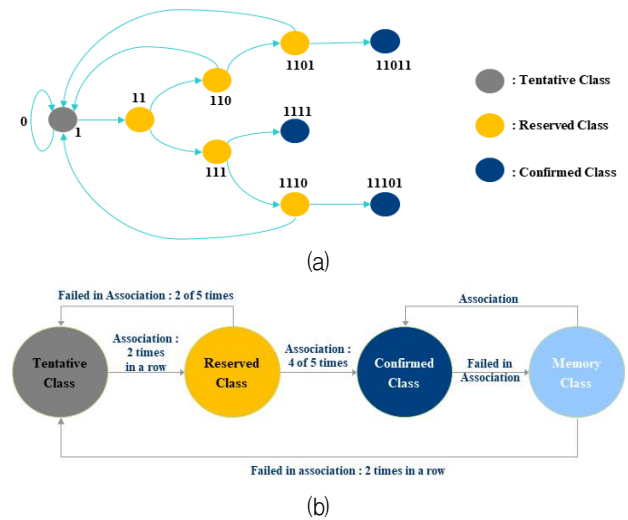 1101
11011
: Tentative Class
11
110
1111
: Reserved Class
0
1
111
: Confirmed Class
1110
11101
(a)
Failed in Association : 2 of 5 times
Association
Tentative
Class
Association :
2 times
in a row
Reserved
Class
Association :
4 of 5 times
Confirmed
Class
Failed in
Association
Memory
Class
Failed in association : 2 times in a row
(b)